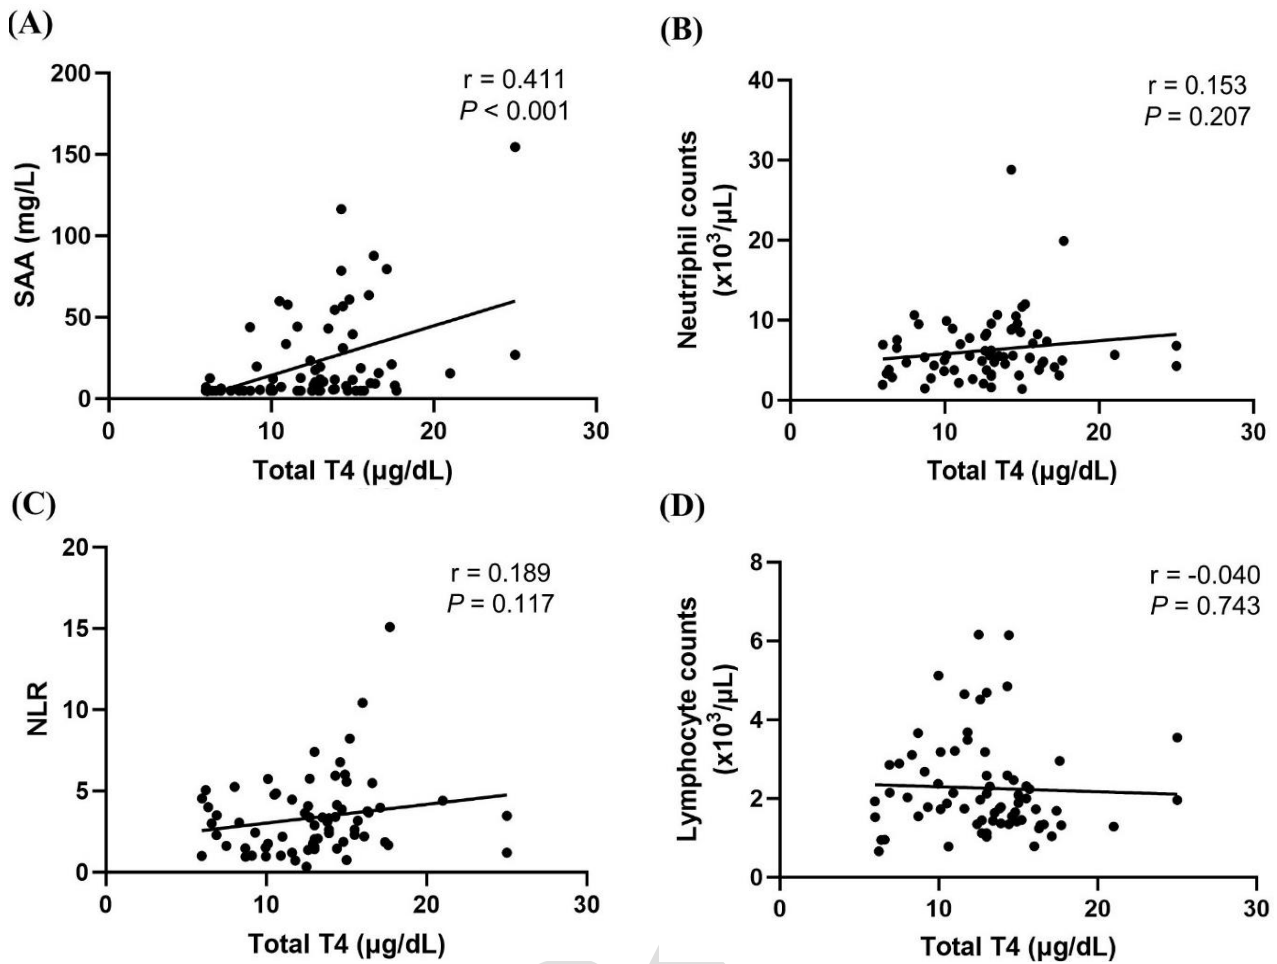 (A)
200
150
100
50
0
SAA (mg/L)
r = 0.411
P < 0.001
0 10 20 30
Total T4 (µg/dL)
(B)
40
30
20
10
0
Neutriphil counts
(x10³/µL)
r = 0.153
P = 0.207
0 10 20 30
Total T4 (µg/dL)
(C)
20
15
10
5
0
NLR
r = 0.189
P = 0.117
0 10 20 30
Total T4 (µg/dL)
(D)
8
6
4
2
0
Lymphocyte counts
(x10³/µL)
r = -0.040
P = 0.743
0 10 20 30
Total T4 (µg/dL)